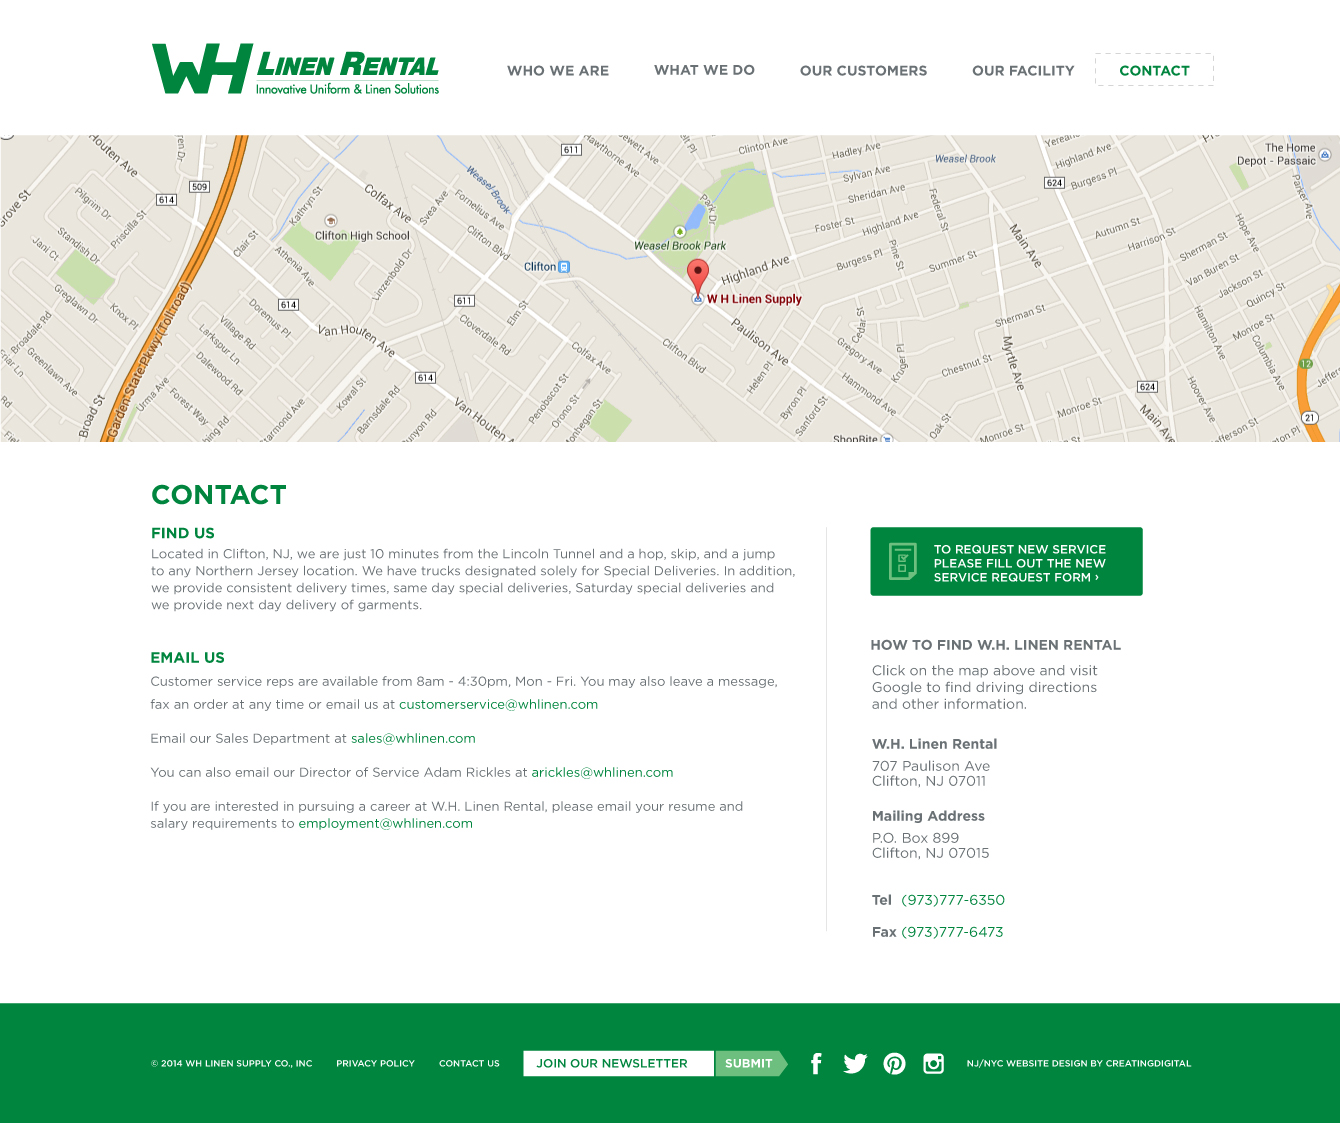 WH LINEN RENTAL
Innovative Uniform & Linen Solutions
WHO WE ARE
WHAT WE DO
OUR CUSTOMERS
OUR FACILITY
CONTACT
Houten Ave
509
614
Grove St
Pilgrim Dr
Priscilla St
Standish Dr
Jani Ct
Greglawn Dr
Knox Pl
Broadale Rd
Greenlawn Ave
Briar Ln
Broad St
Garden State Pkwy (Toll road)
Clair St
Kathryn St
Clifton High School
Athenia Ave
Colfax Ave
Linzenbold Dr
Svea Ave
614
Doremus Pl
Village Rd
Larkspur Ln
Dalewood Rd
Forest Way
Urma Ave
Van Houten Ave
Kowal St
Barnsdale Rd
614
Van Houten Ave
Weasel Brook
Fornelius Ave
Clifton Blvd
Clifton
611
Cloverdale Rd
Elm St
Colfax Ave
Penobscot St
Orono St
611
Hawthorne Ave
Clinton Ave
Hadley Ave
Weasel Brook
Sylvan Ave
Sheridan Ave
Highland Ave
Foster St
Park Dr
Weasel Brook Park
Highland Ave
W H Linen Supply
Paulison Ave
Clifton Blvd
Helen Pl
Byron Pl
Sanford St
Burgess Pl
Summer St
Federal St
Cedar St
Gregory Ave
Kruger Pl
Hammond Ave
ShopRite
Oak St
Chestnut St
Sherman St
Myrtle Ave
Main Ave
624
Highland Ave
Burgess Pl
Autumn St
Harrison St
Sherman St
Van Buren St
Jackson St
Quincy St
Monroe St
Hamilton Ave
Columbia Ave
Hoover Ave
Hope Ave
Parker Ave
The Home
Depot - Passaic
624
Main Ave
Monroe St
Monroe St
12
21
CONTACT
FIND US
Located in Clifton, NJ, we are just 10 minutes from the Lincoln Tunnel and a hop, skip, and a jump
to any Northern Jersey location. We have trucks designated solely for Special Deliveries. In addition,
we provide consistent delivery times, same day special deliveries, Saturday special deliveries and
we provide next day delivery of garments.
EMAIL US
Customer service reps are available from 8am - 4:30pm, Mon - Fri. You may also leave a message,
fax an order at any time or email us at customerservice@whlinen.com
Email our Sales Department at sales@whlinen.com
You can also email our Director of Service Adam Rickles at arickles@whlinen.com
If you are interested in pursuing a career at W.H. Linen Rental, please email your resume and
salary requirements to employment@whlinen.com
TO REQUEST NEW SERVICE
PLEASE FILL OUT THE NEW
SERVICE REQUEST FORM ›
HOW TO FIND W.H. LINEN RENTAL
Click on the map above and visit
Google to find driving directions
and other information.
W.H. Linen Rental
707 Paulison Ave
Clifton, NJ 07011
Mailing Address
P.O. Box 899
Clifton, NJ 07015
Tel (973)777-6350
Fax (973)777-6473
© 2014 WH LINEN SUPPLY CO., INC
PRIVACY POLICY
CONTACT US
JOIN OUR NEWSLETTER
SUBMIT
NJ/NYC WEBSITE DESIGN BY CREATINGDIGITAL